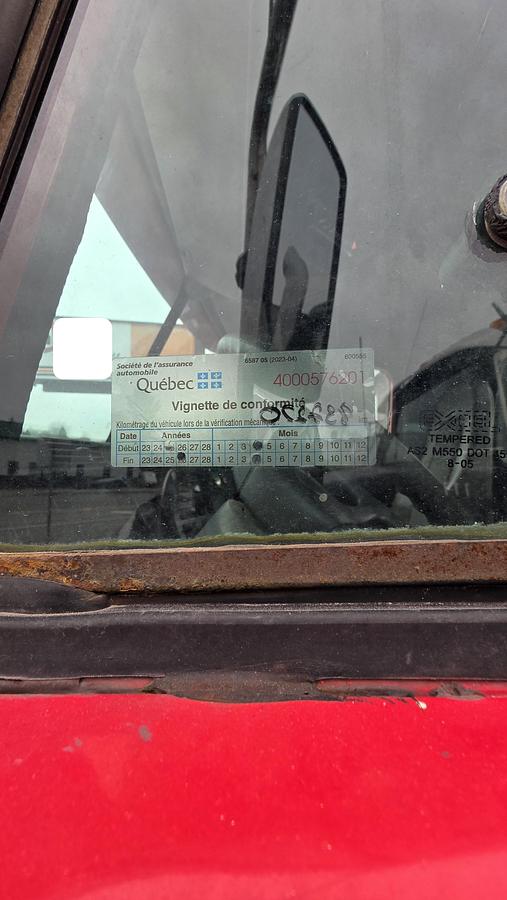 Société de l'assurance
automobile
6587 05 (2023-04)
Québec
4000576201
Vignette de conformité
Kilométrage du véhicule lors de la vérification mécanique
Date Années Mois
Début 23 24 26 27 28 1 2 3 5 6 7 8 9 10 11 12
Fin 23 24 25 27 28 1 2 3 5 6 7 8 9 10 11 12
TEMPERED
AS2 M550 DOT
8-05